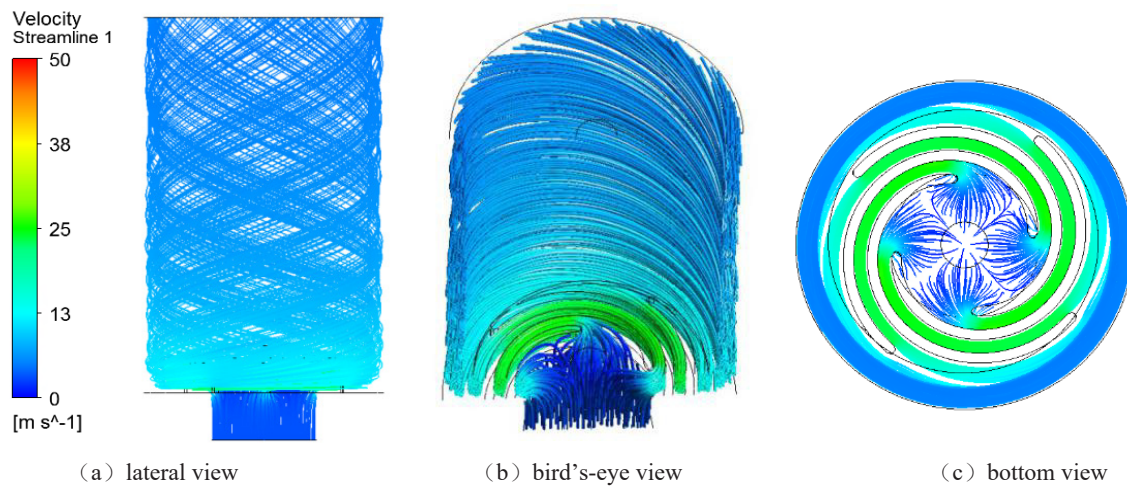 Velocity
Streamline 1
50
38
25
13
0
[m s^-1]
（a）lateral view
（b）bird’s-eye view
（c）bottom view